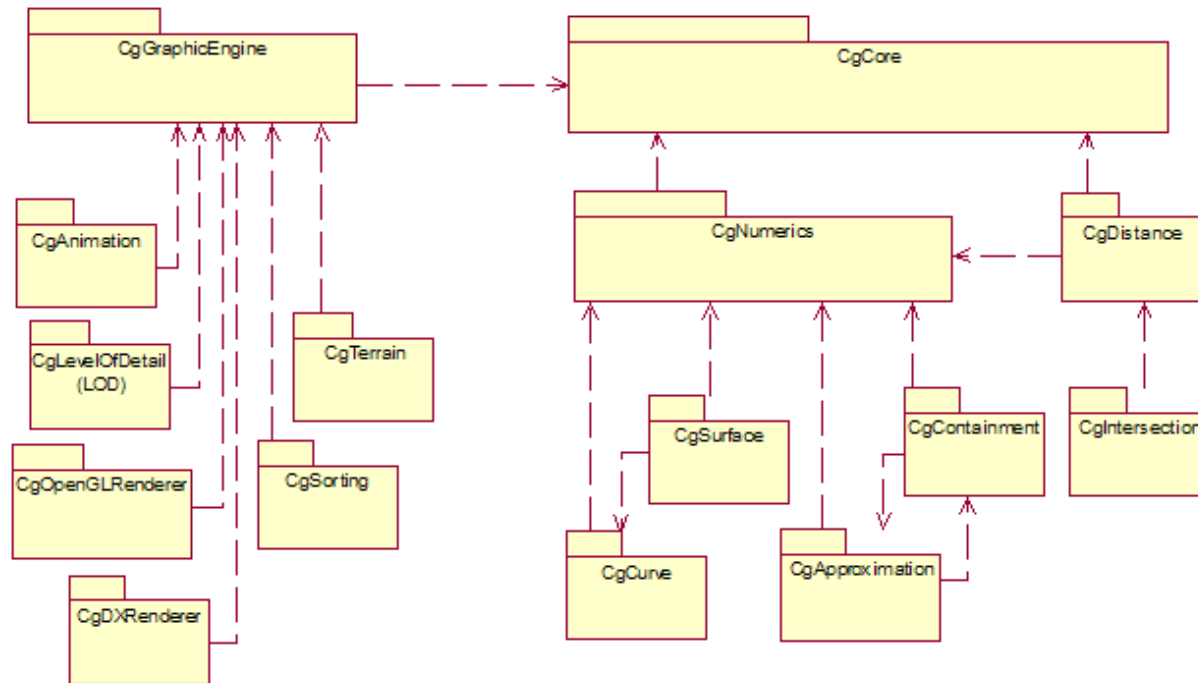 CgGraphicEngine
CgCore
CgAnimation
CgNumerics
CgDistance
CgLevelOfDetail
(LOD)
CgTerrain
CgSurface
CgContainment
CgIntersection
CgOpenGLRenderer
CgSorting
CgCurve
CgApproximation
CgDXRenderer